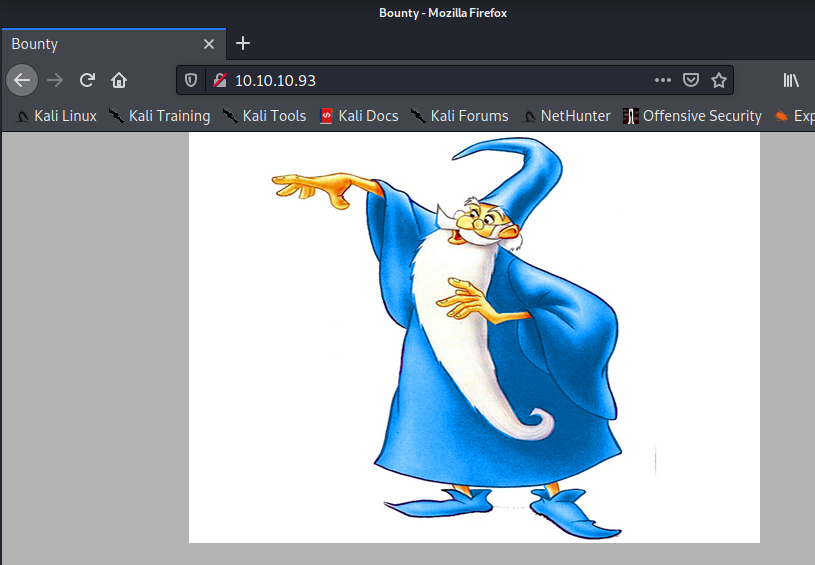 Bounty - Mozilla Firefox
Bounty
10.10.10.93
Kali Linux Kali Training Kali Tools Kali Docs Kali Forums NetHunter Offensive Security Exp